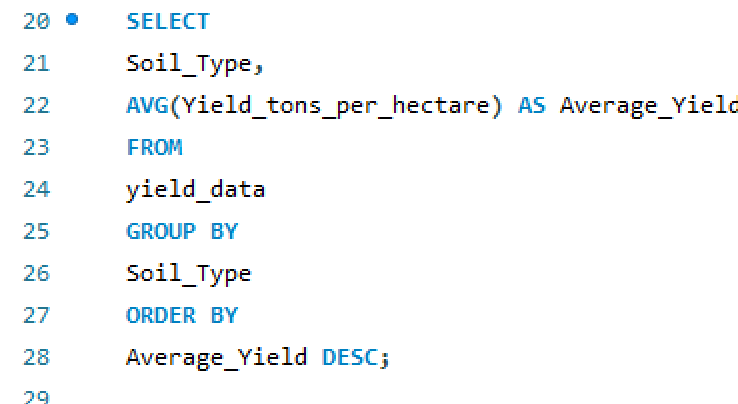 20 SELECT
21 Soil_Type,
22 AVG(Yield_tons_per_hectare) AS Average_Yield
23 FROM
24 yield_data
25 GROUP BY
26 Soil_Type
27 ORDER BY
28 Average_Yield DESC;
29